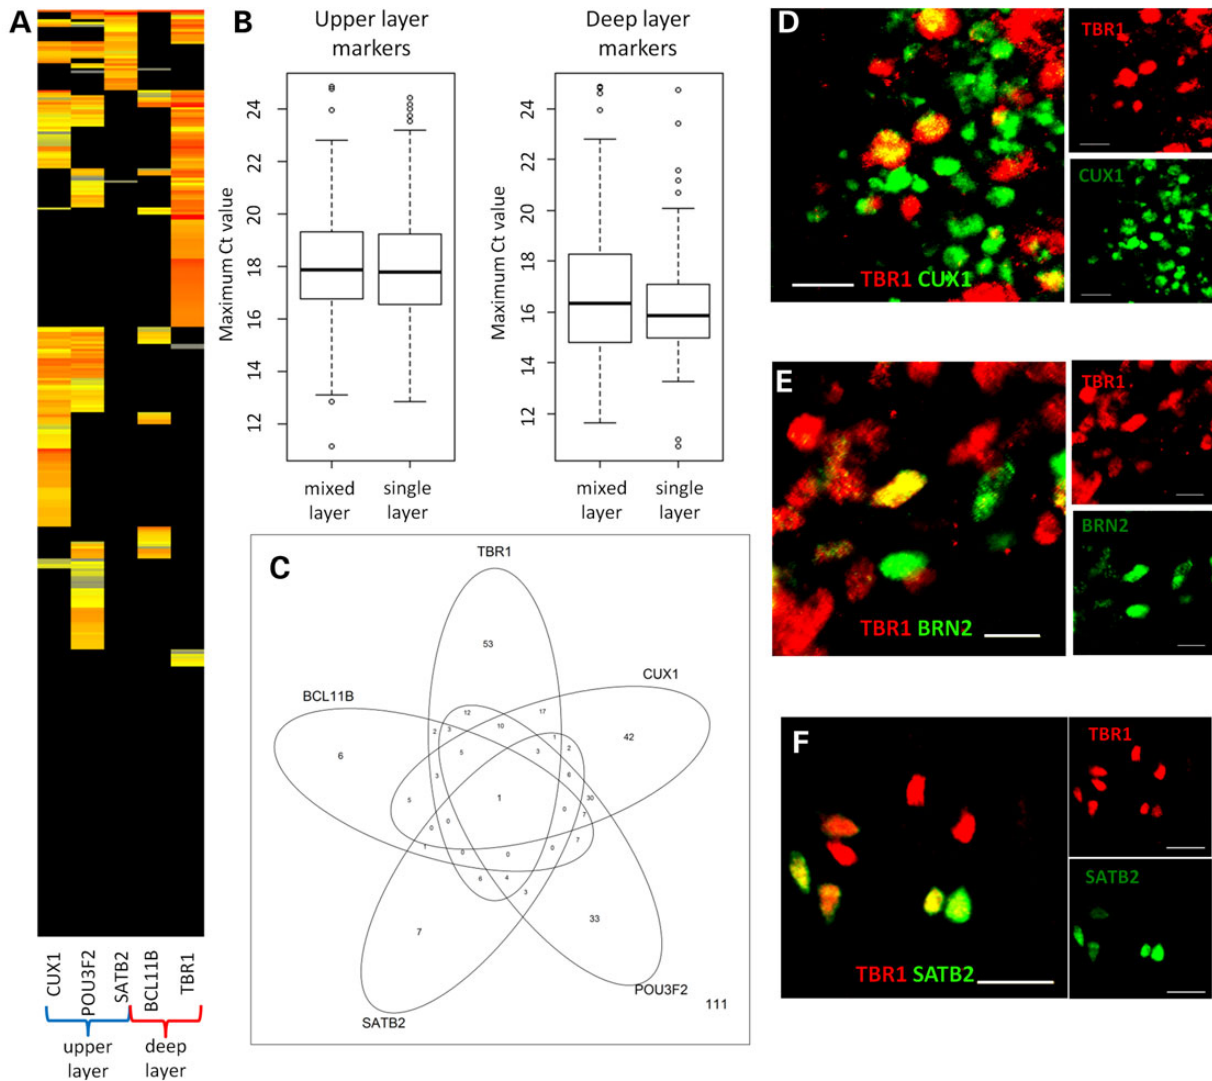 A
CUX1
POU3F2
SATB2
BCL11B
TBR1
upper
layer
deep
layer
B
Upper layer
markers
Maximum Ct value
24
22
20
18
16
14
12
mixed
layer
single
layer
Deep layer
markers
Maximum Ct value
24
22
20
18
16
14
12
mixed
layer
single
layer
C
TBR1
53
CUX1
BCL11B
12
17
2
3
10
1
2
42
6
5
3
3
6
1
30
5
0
7
0
0
7
1
0
0
0
6
4
3
7
33
POU3F2
111
SATB2
D
TBR1 CUX1
TBR1
CUX1
E
TBR1 BRN2
TBR1
BRN2
F
TBR1 SATB2
TBR1
SATB2